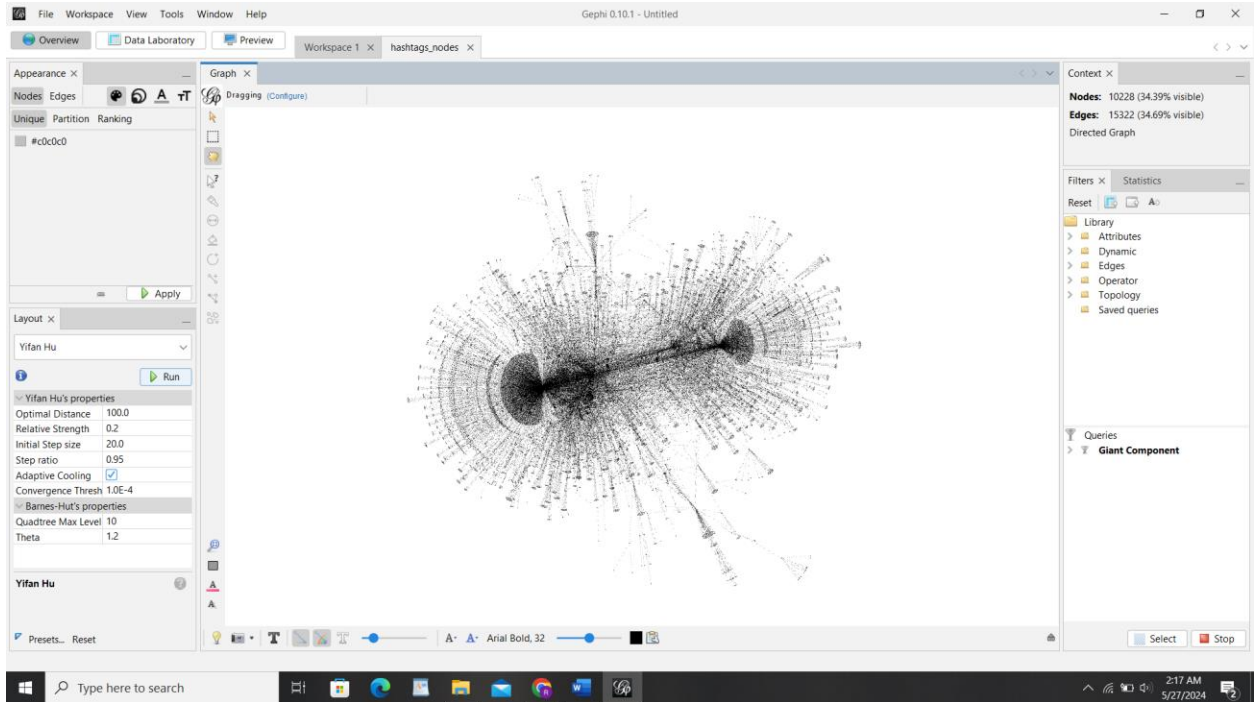 File Workspace View Tools Window Help
Gephi 0.10.1 - Untitled
Overview Data Laboratory Preview
Workspace 1 hashtags_nodes
Appearance
Nodes Edges
Unique Partition Ranking
#c0c0c0
Apply
Layout
Yifan Hu
Run
Yifan Hu's properties
Optimal Distance 100.0
Relative Strength 0.2
Initial Step size 20.0
Step ratio 0.95
Adaptive Cooling
Convergence Thresh 1.0E-4
Barnes-Hut's properties
Quadtree Max Level 10
Theta 1.2
Yifan Hu
Presets... Reset
Graph
Dragging (Configure)
Arial Bold, 32
Context
Nodes: 10228 (34.39% visible)
Edges: 15322 (34.69% visible)
Directed Graph
Filters Statistics
Reset
Library
Attributes
Dynamic
Edges
Operator
Topology
Saved queries
Queries
Giant Component
Select Stop
Type here to search
2:17 AM
5/27/2024